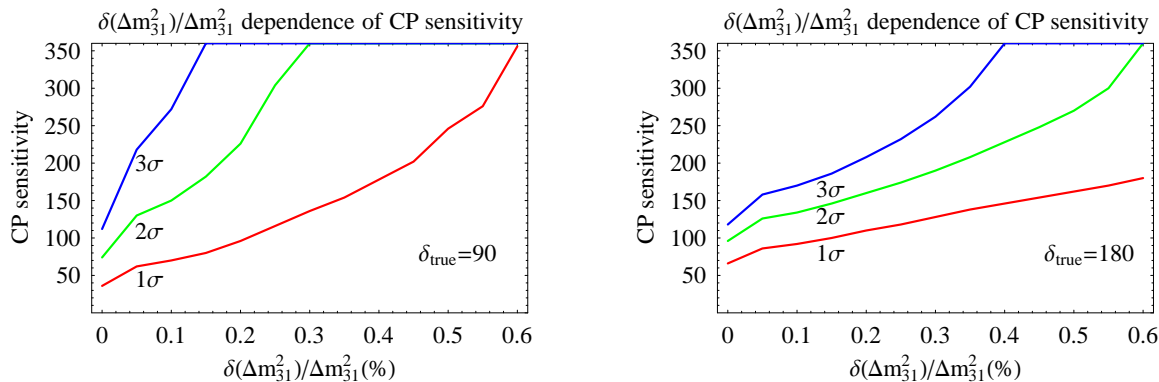 δ(Δm²₃₁)/Δm²₃₁ dependence of CP sensitivity
350
300
250
200
150
100
50
CP sensitivity
3σ
2σ
1σ
δtrue=90
0 0.1 0.2 0.3 0.4 0.5 0.6
δ(Δm²₃₁)/Δm²₃₁(%)
δ(Δm²₃₁)/Δm²₃₁ dependence of CP sensitivity
350
300
250
200
150
100
50
CP sensitivity
3σ
2σ
1σ
δtrue=180
0 0.1 0.2 0.3 0.4 0.5 0.6
δ(Δm²₃₁)/Δm²₃₁(%)